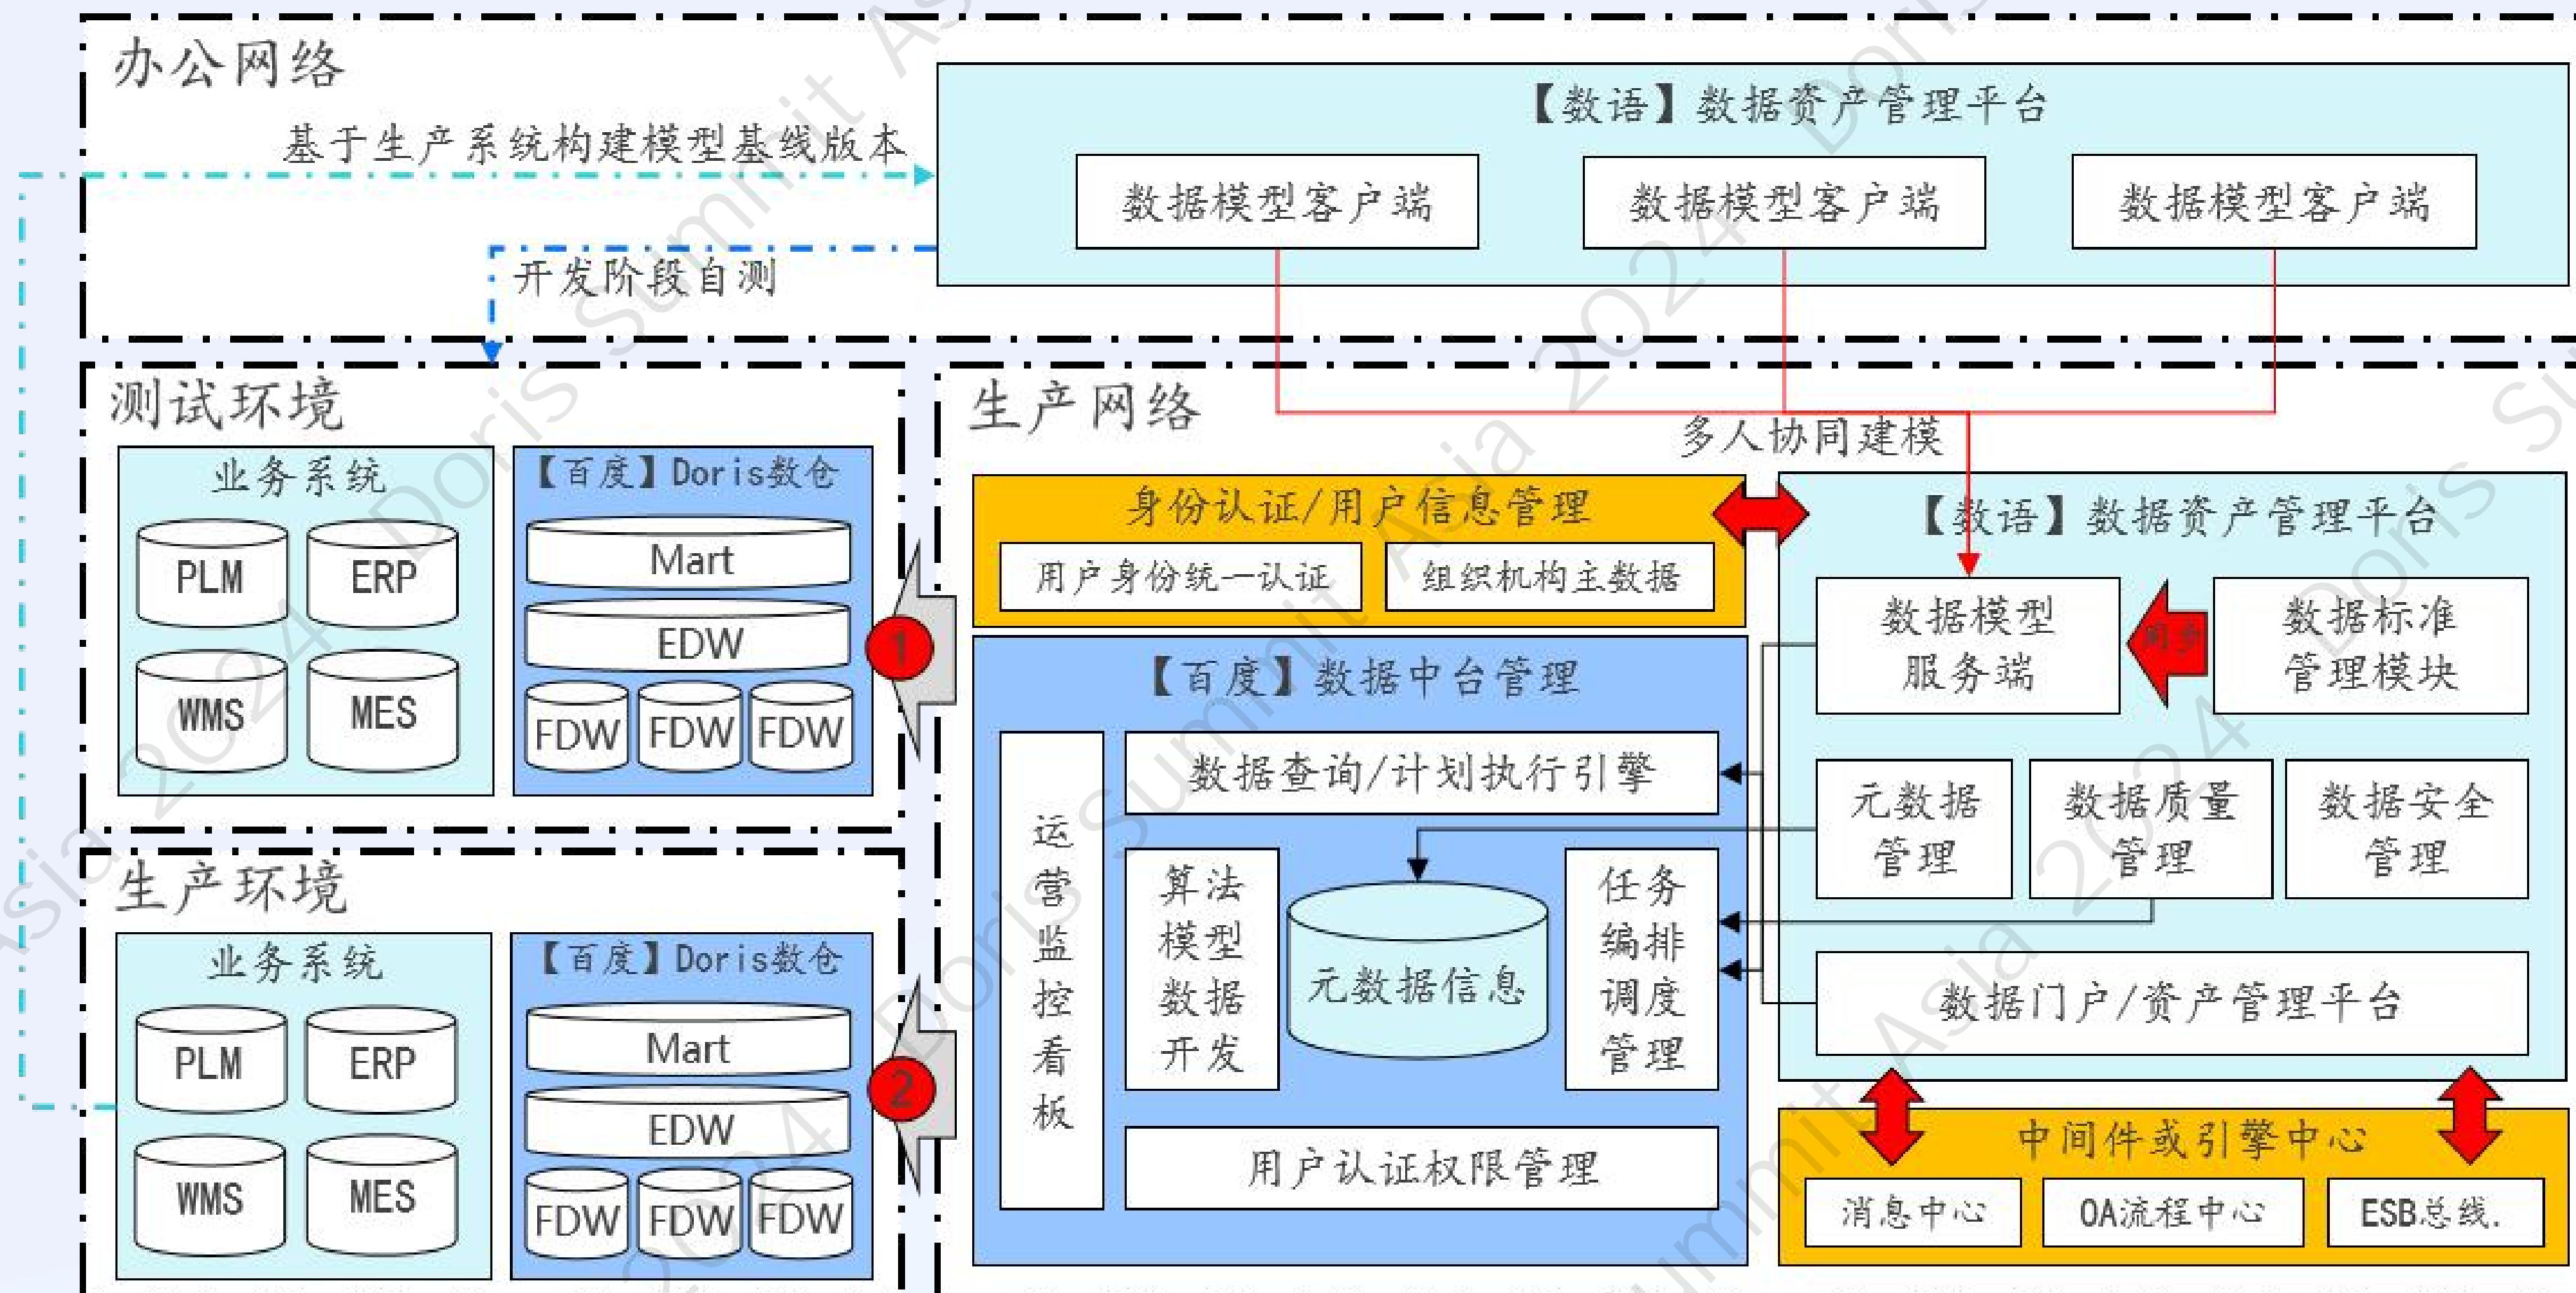 办公网络
基于生产系统构建模型基线版本
开发阶段自测
【数语】数据资产管理平台
数据模型客户端
数据模型客户端
数据模型客户端
测试环境
业务系统
PLM
ERP
WMS
MES
【百度】Doris数仓
Mart
EDW
FDW
FDW
FDW
1
生产环境
业务系统
PLM
ERP
WMS
MES
【百度】Doris数仓
Mart
EDW
FDW
FDW
FDW
2
生产网络
多人协同建模
身份认证/用户信息管理
用户身份统一认证
组织机构主数据
【百度】数据中台管理
运营监控看板
数据查询/计划执行引擎
算法
模型
数据
开发
元数据信息
任务
编排
调度
管理
用户认证权限管理
【数语】数据资产管理平台
数据模型
服务端
同步
数据标准
管理模块
元数据
管理
数据质量
管理
数据安全
管理
数据门户/资产管理平台
中间件或引擎中心
消息中心
OA流程中心
ESB总线.
Doris Summit Asia 2024